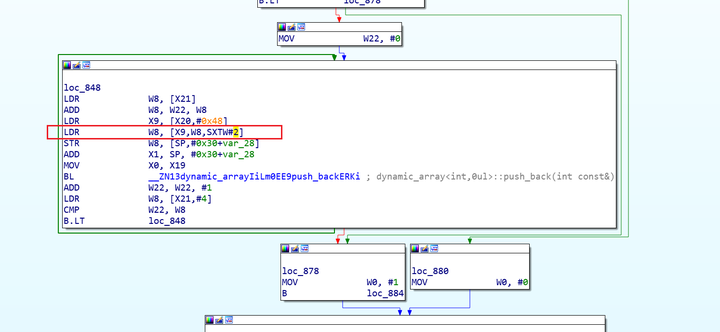 B.LT loc_878
MOV W22, #0
loc_848
LDR W8, [X21]
ADD W8, W22, W8
LDR X9, [X20,#0x48]
LDR W8, [X9,W8,SXTW#2]
STR W8, [SP,#0x30+var_28]
ADD X1, SP, #0x30+var_28
MOV X0, X19
BL __ZN13dynamic_arrayIiLm0EE9push_backERKi ; dynamic_array<int,0ul>::push_back(int const&)
ADD W22, W22, #1
LDR W8, [X21,#4]
CMP W22, W8
B.LT loc_848
loc_878
MOV W0, #1
B loc_884
loc_880
MOV W0, #0